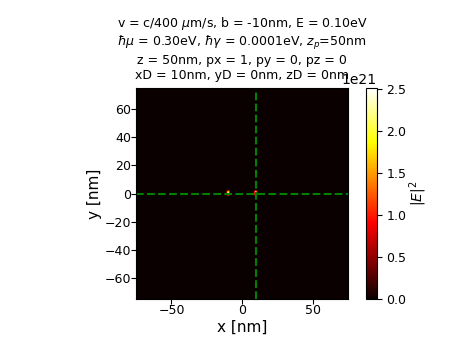 v = c/400 μm/s, b = -10nm, E = 0.10eV
ħμ = 0.30eV, ħγ = 0.0001eV, z_p=50nm
z = 50nm, px = 1, py = 0, pz = 0
xD = 10nm, yD = 0nm, zD = 0nm
1e21
2.5
2.0
1.5
1.0
0.5
0.0
|E|²
60
40
20
0
−20
−40
−60
y [nm]
−50
0
50
x [nm]